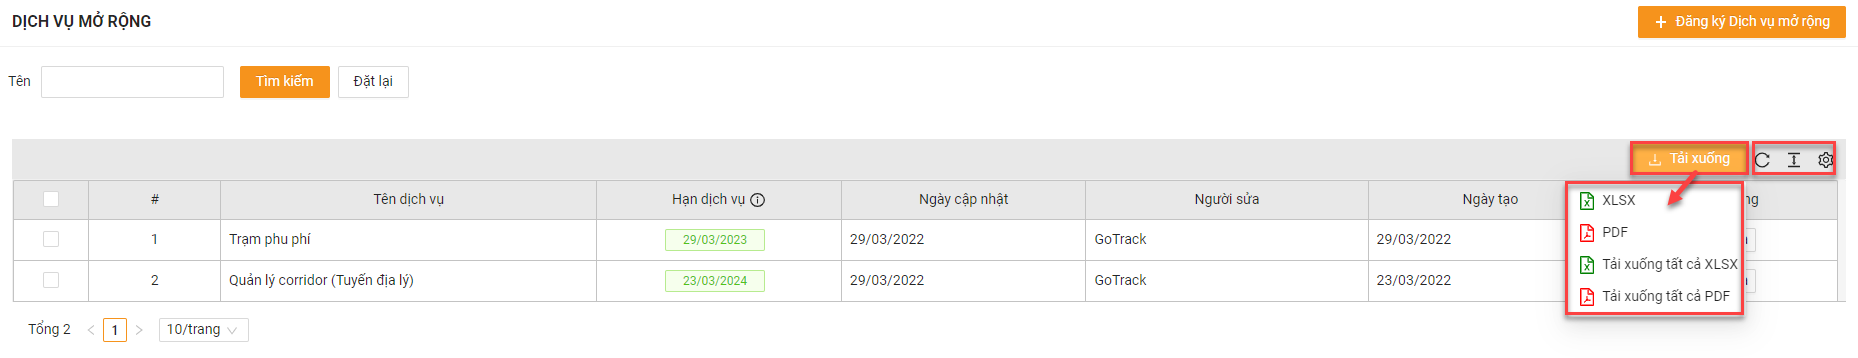 DỊCH VỤ MỞ RỘNG
+ Đăng ký Dịch vụ mở rộng
Tên Tìm kiếm Đặt lại
Tải xuống
# Tên dịch vụ Hạn dịch vụ Ngày cập nhật Người sửa Ngày tạo
1 Trạm phu phí 29/03/2023 29/03/2022 GoTrack 29/03/2022
2 Quản lý corridor (Tuyến địa lý) 23/03/2024 29/03/2022 GoTrack 23/03/2022
XLSX
PDF
Tải xuống tất cả XLSX
Tải xuống tất cả PDF
Tổng 2 < 1 > 10/trang